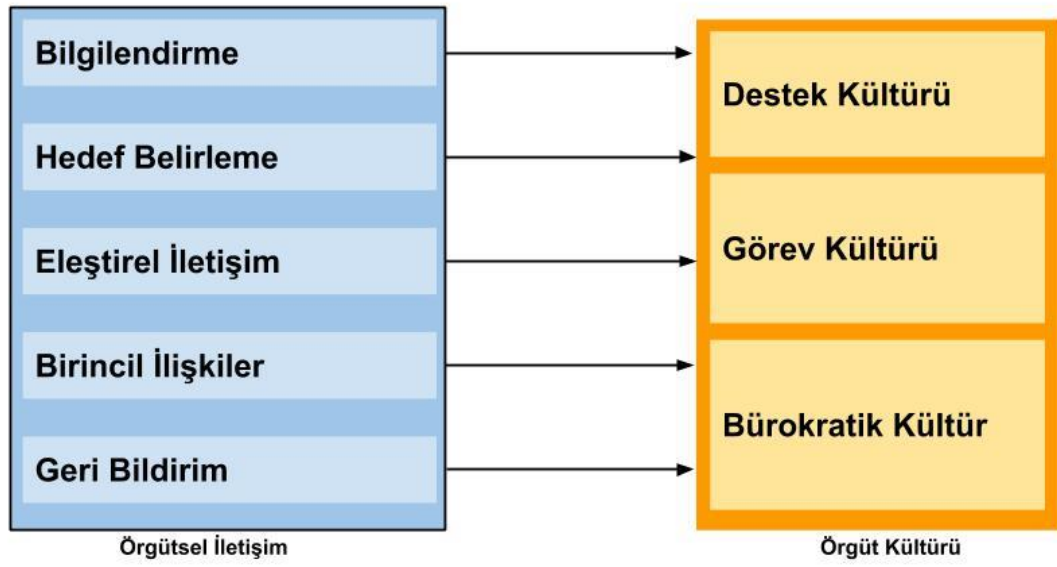 Bilgilendirme
Hedef Belirleme
Eleştirel İletişim
Birincil İlişkiler
Geri Bildirim
Örgütsel İletişim
Destek Kültürü
Görev Kültürü
Bürokratik Kültür
Örgüt Kültürü